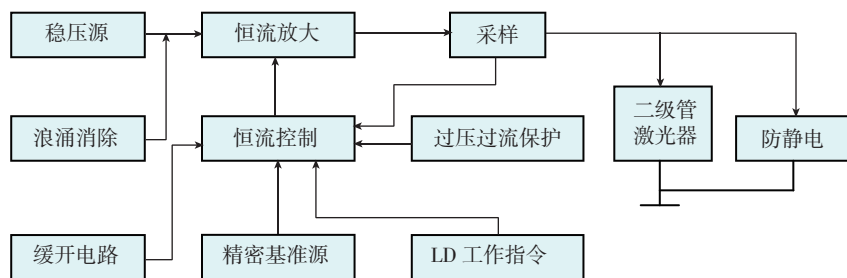 稳压源
恒流放大
采样
浪涌消除
恒流控制
过压过流保护
二级管
激光器
防静电
缓开电路
精密基准源
LD 工作指令